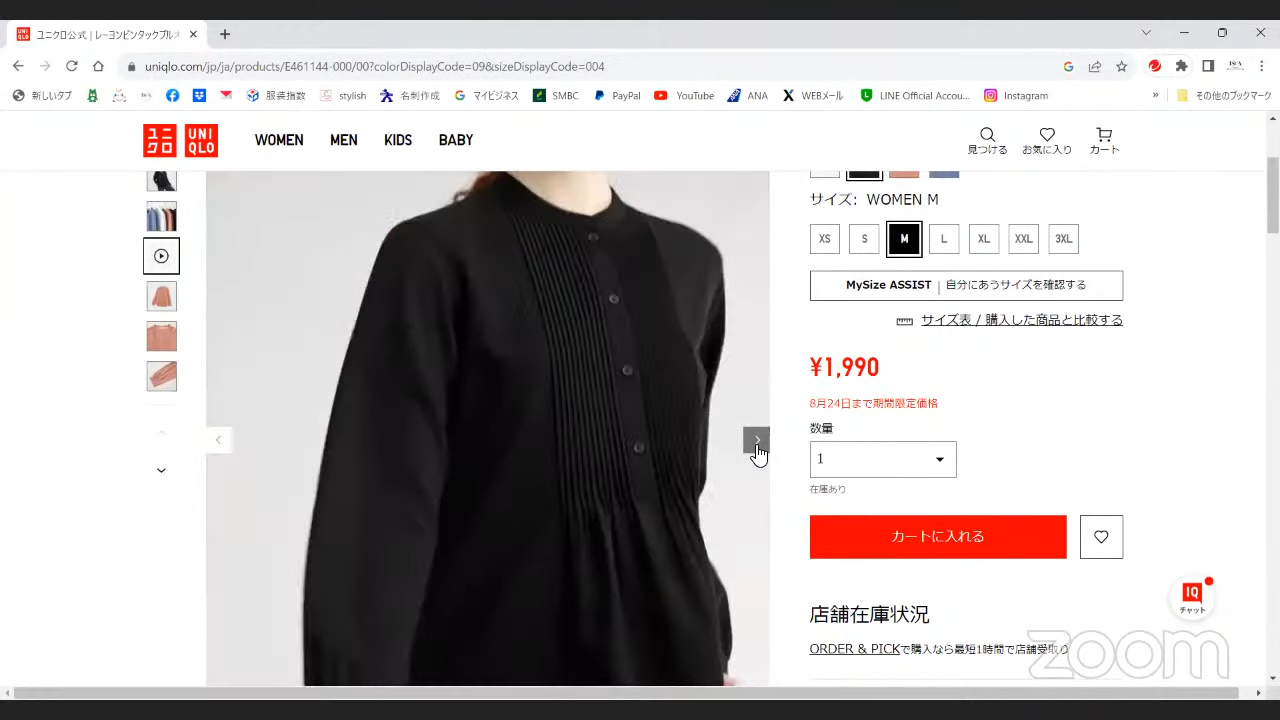 ユニクロ公式 | レーヨンピンタックブル
uniqlo.com/jp/ja/products/E461144-000/00?colorDisplayCode=09&sizeDisplayCode=004
新しいタブ 服装指数 stylish 名刺作成 マイビジネス SMBC PayPal YouTube ANA WEBメール LINE Official Accou... Instagram » その他のブックマーク
ユニクロ UNIQLO WOMEN MEN KIDS BABY 見つける お気に入り カート
サイズ: WOMEN M
XS S M L XL XXL 3XL
MySize ASSIST | 自分にあうサイズを確認する
サイズ表 / 購入した商品と比較する
¥1,990
8月24日まで期間限定価格
数量
1
在庫あり
カートに入れる
IQ
チャット
店舗在庫状況
ORDER & PICKで購入なら最短1時間で店舗受取り
zoom